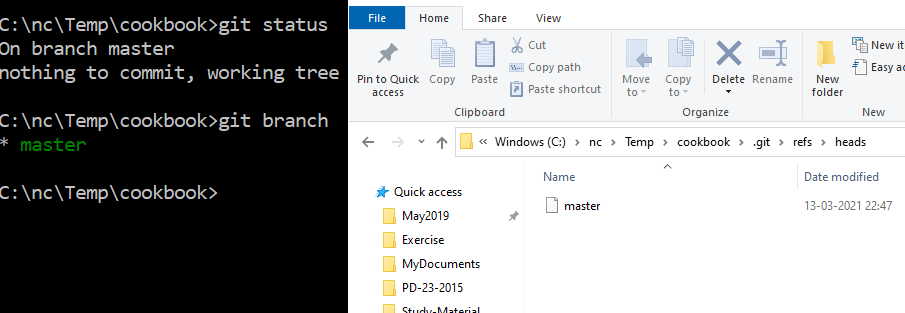 C:\nc\Temp\cookbook>git status
On branch master
nothing to commit, working tree
C:\nc\Temp\cookbook>git branch
* master
C:\nc\Temp\cookbook>
File Home Share View
Pin to Quick access
Copy
Paste
Cut
Copy path
Paste shortcut
Clipboard
Move to
Copy to
Delete
Rename
Organize
New folder
New it
Easy ac
New
« Windows (C:) > nc > Temp > cookbook > .git > refs > heads
Quick access
May2019
Exercise
MyDocuments
PD-23-2015
Study-Material
Name Date modified
master 13-03-2021 22:47